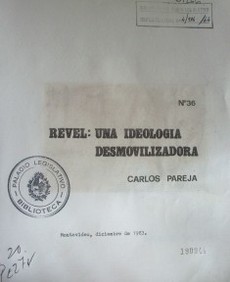 Nº36
REVEL: UNA IDEOLOGIA
DESMOVILIZADORA
CARLOS PAREJA
PALACIO LEGISLATIVO
BIBLIOTECA
Montevideo, diciembre de 1983.